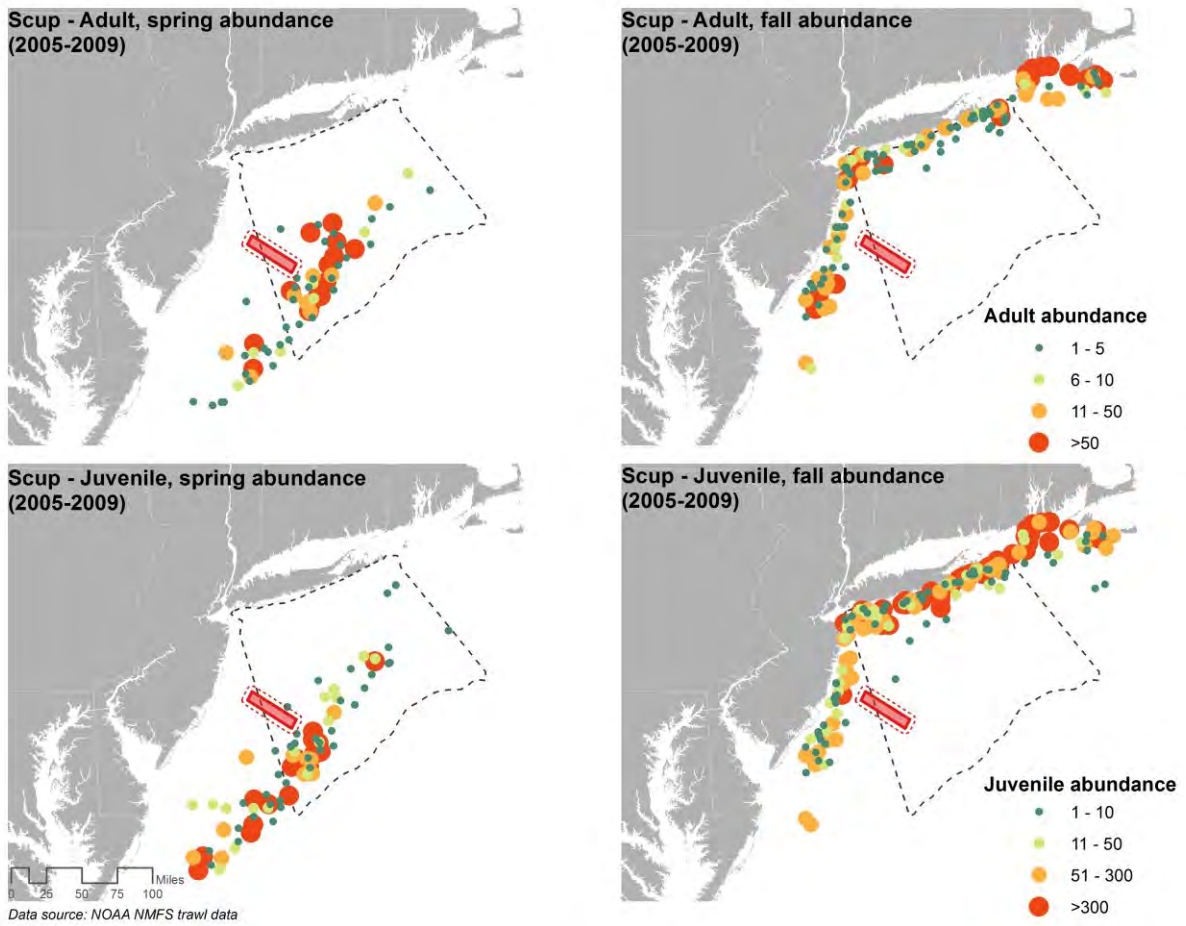 Scup - Adult, spring abundance
(2005-2009)
Scup - Adult, fall abundance
(2005-2009)
Adult abundance
1 - 5
6 - 10
11 - 50
>50
Scup - Juvenile, spring abundance
(2005-2009)
Scup - Juvenile, fall abundance
(2005-2009)
Juvenile abundance
1 - 10
11 - 50
51 - 300
>300
Miles
0 25 50 75 100
Data source: NOAA NMFS trawl data